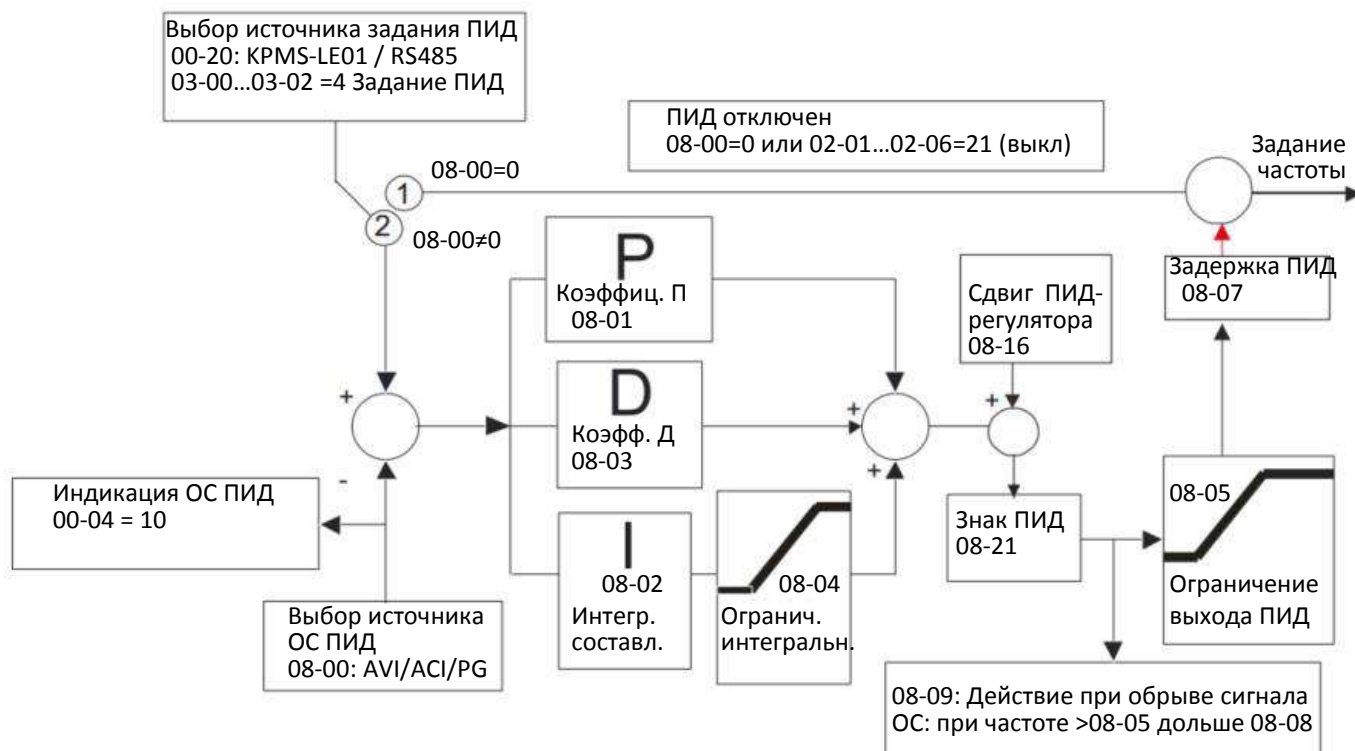 Выбор источника задания ПИД
00-20: KPMS-LE01 / RS485
03-00...03-02 =4 Задание ПИД
ПИД отключен
08-00=0 или 02-01...02-06=21 (выкл)
Задание
частоты
08-00=0
1
2
08-00≠0
P
Коэффиц. П
08-01
Сдвиг ПИД-
регулятора
08-16
Задержка ПИД
08-07
+
-
D
Коэфф. Д
08-03
+
+
+
Индикация ОС ПИД
00-04 = 10
I
08-02
Интегр.
составл.
08-04
Огранич.
интегральн.
Знак ПИД
08-21
08-05
Ограничение
выхода ПИД
Выбор источника
ОС ПИД
08-00: AVI/ACI/PG
08-09: Действие при обрыве сигнала
ОС: при частоте >08-05 дольше 08-08